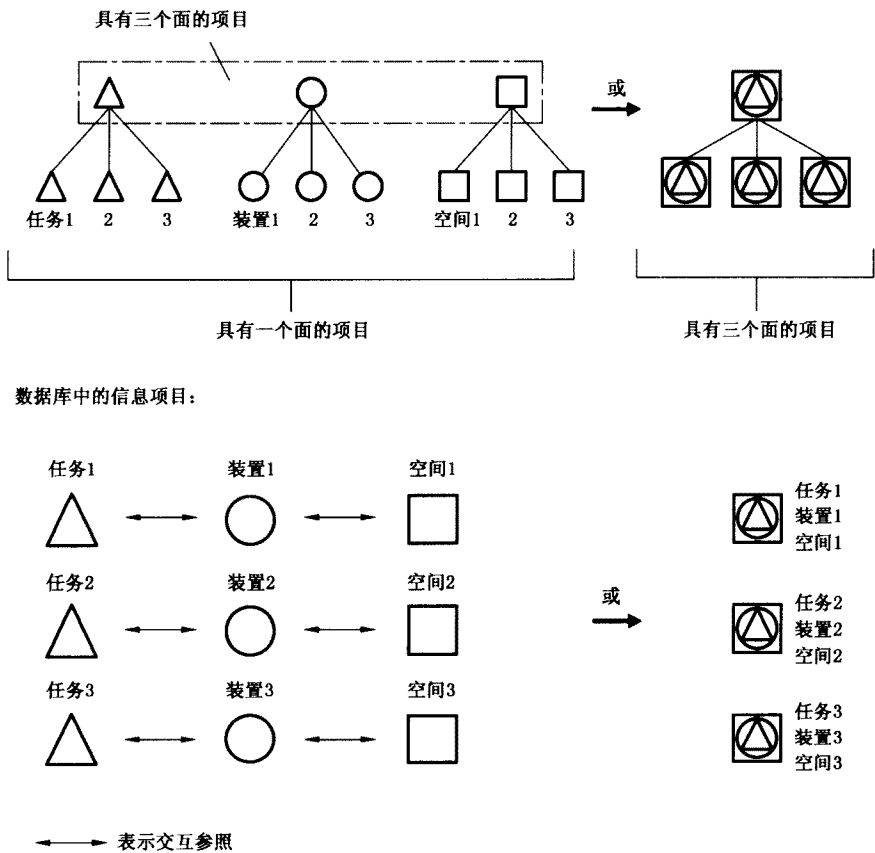 具有三个面的项目
或
任务1 2 3 装置1 2 3 空间1 2 3
具有一个面的项目 具有三个面的项目
数据库中的信息项目：
任务1 装置1 空间1
任务1
装置1
空间1
任务2 装置2 空间2
或
任务2
装置2
空间2
任务3 装置3 空间3
任务3
装置3
空间3
表示交互参照